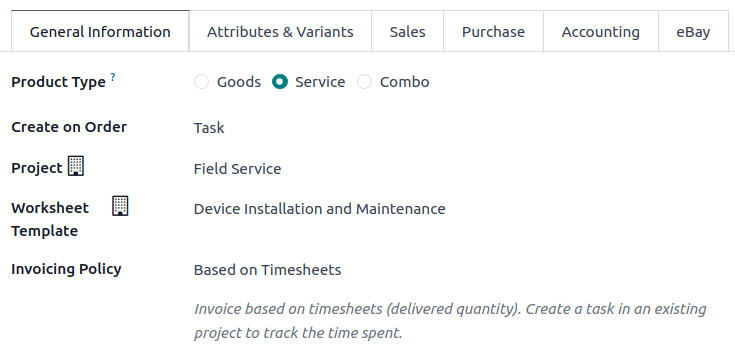 General Information Attributes & Variants Sales Purchase Accounting eBay
Product Type ? Goods Service Combo
Create on Order Task
Project Field Service
Worksheet Template Device Installation and Maintenance
Invoicing Policy Based on Timesheets
Invoice based on timesheets (delivered quantity). Create a task in an existing
project to track the time spent.